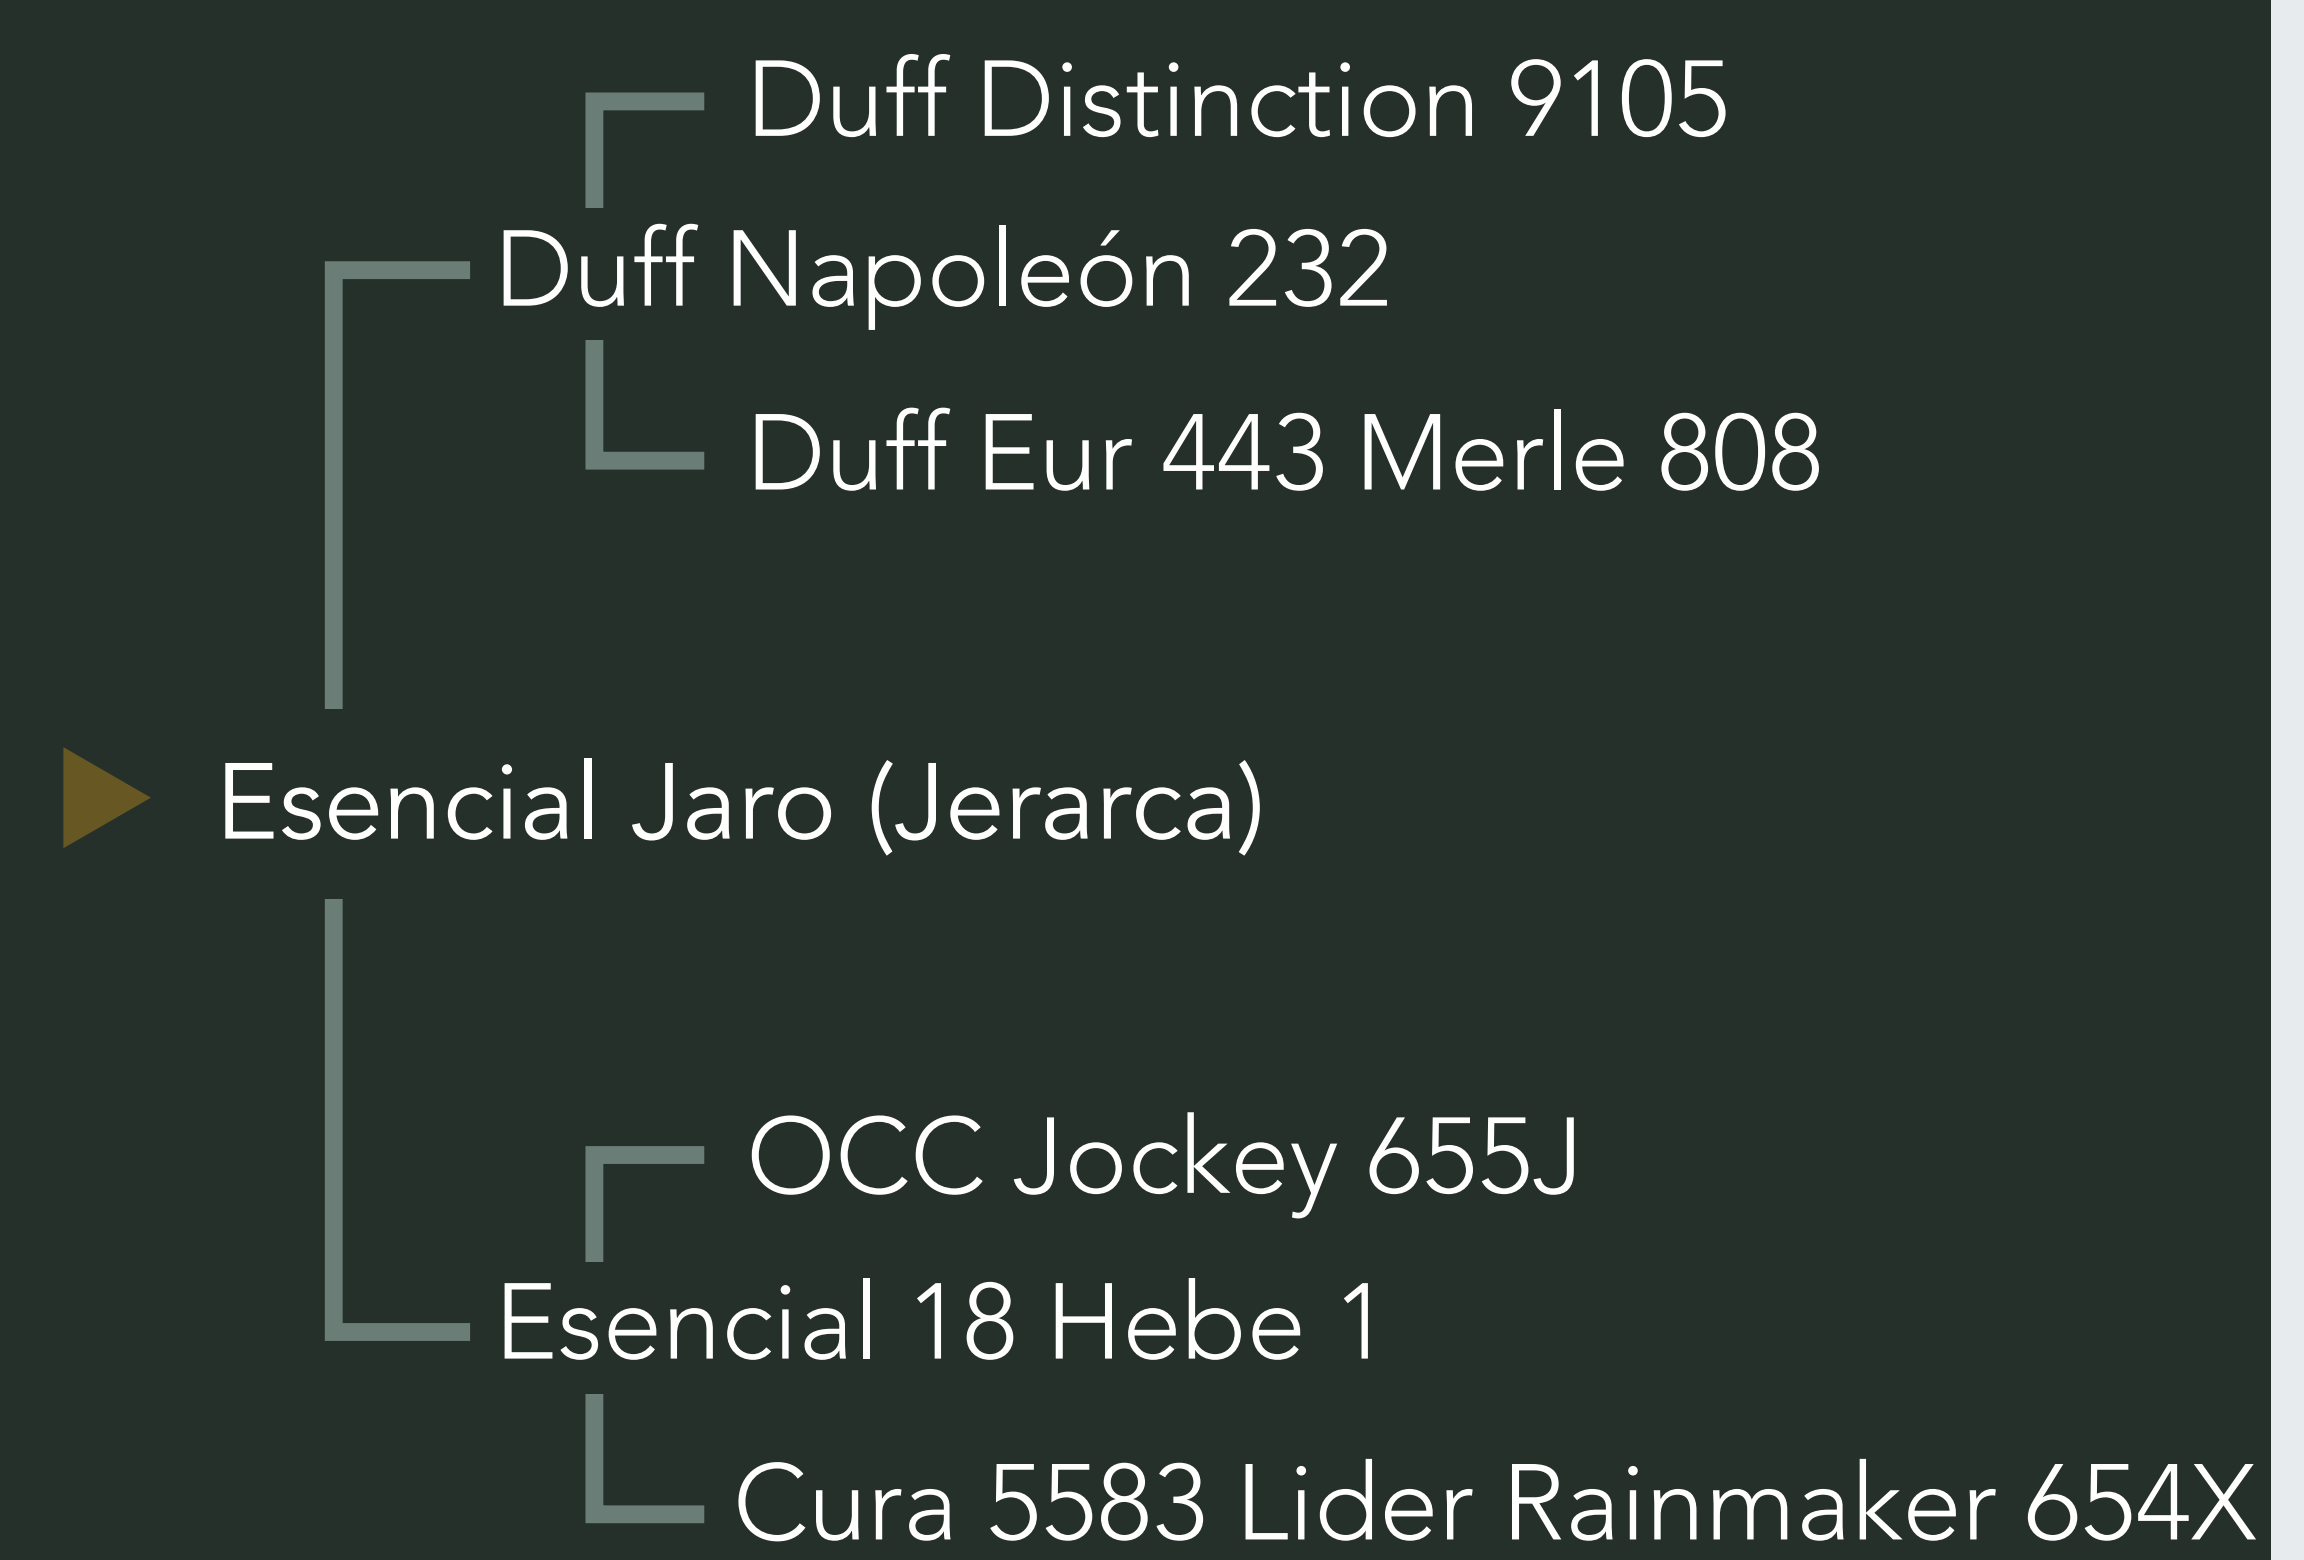 Duff Distinction 9105
Duff Napoleón 232
Duff Eur 443 Merle 808
Esencial Jaro (Jerarca)
OCC Jockey 655J
Esencial 18 Hebe 1
Cura 5583 Lider Rainmaker 654X